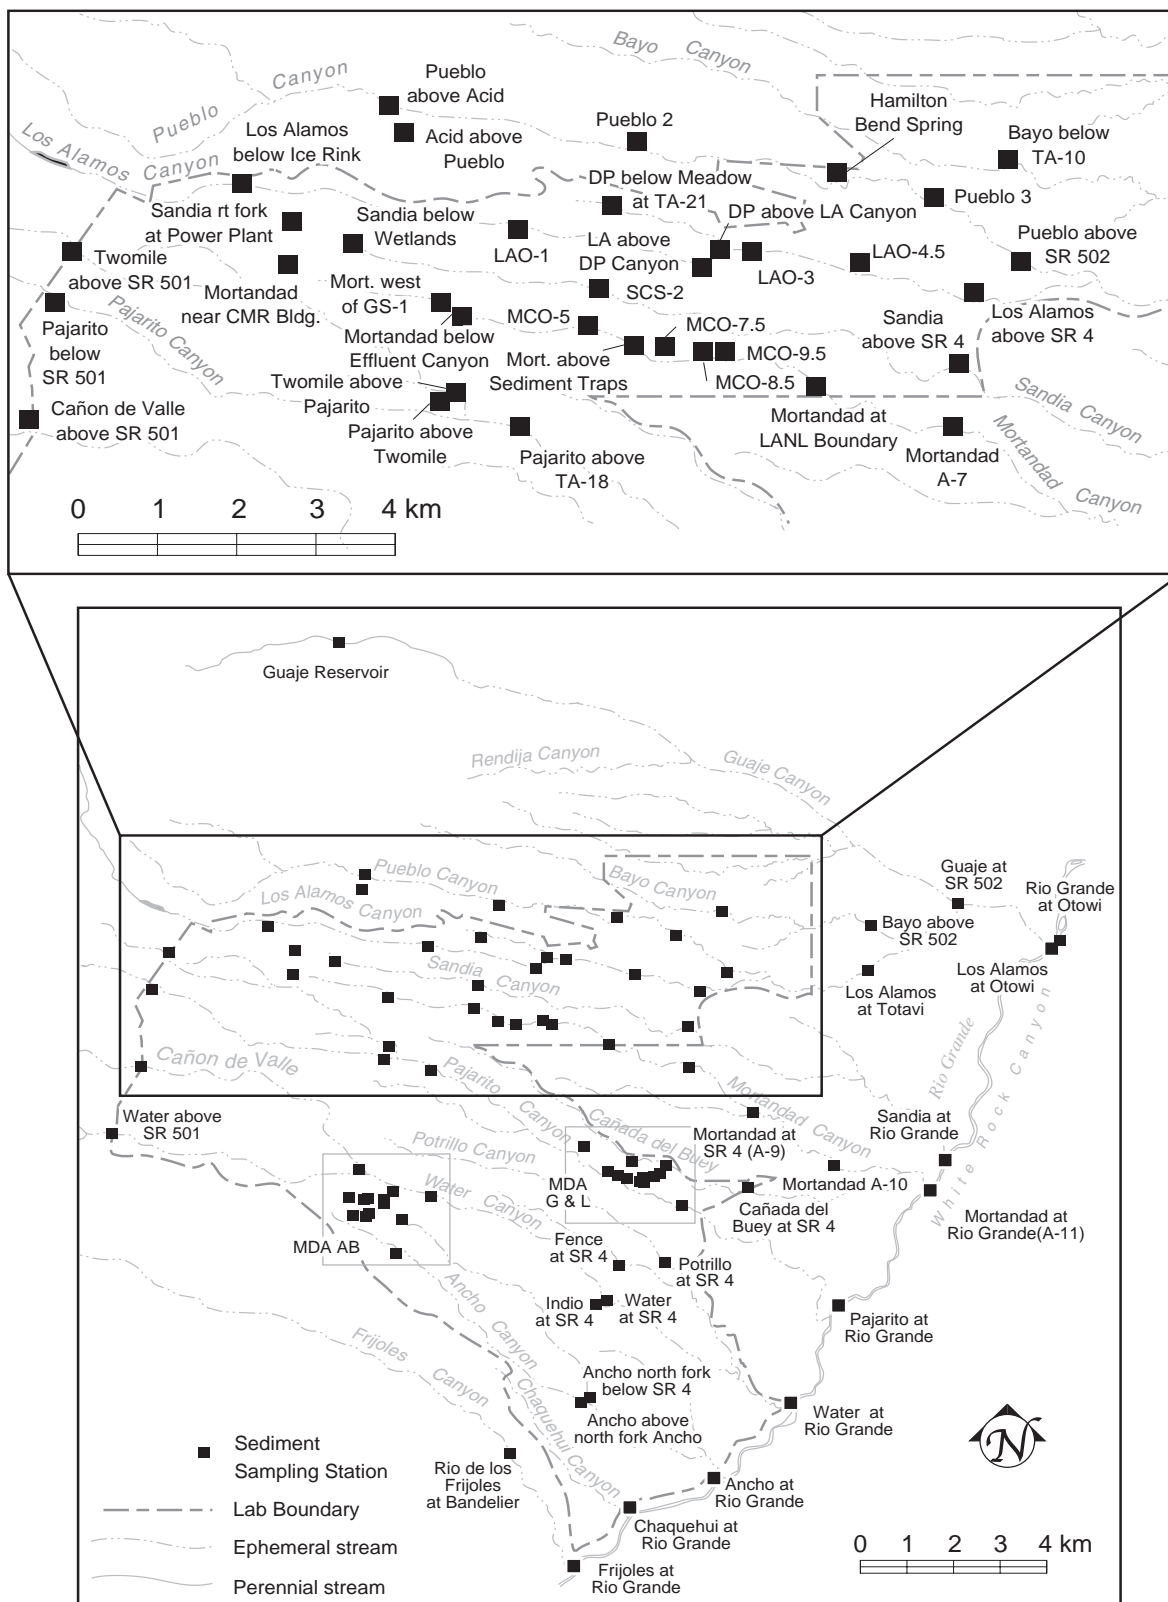 Bayo Canyon
Pueblo Canyon
Los Alamos Canyon
Pueblo
above Acid
Acid above
Pueblo
Los Alamos
below Ice Rink
Pueblo 2
Hamilton
Bend Spring
Bayo below
TA-10
DP below Meadow
at TA-21
Pueblo 3
Sandia rt fork
at Power Plant
Sandia below
Wetlands
LAO-1
DP above LA Canyon
LA above
DP Canyon
LAO-3
LAO-4.5
Pueblo above
SR 502
Twomile
above SR 501
Mortandad
near CMR Bldg.
Mort. west
of GS-1
SCS-2
Pajarito
below
SR 501
Pajarito Canyon
Mortandad below
Effluent Canyon
MCO-5
MCO-7.5
Mort. above
Sediment Traps
MCO-9.5
MCO-8.5
Sandia
above SR 4
Los Alamos
above SR 4
Cañon de Valle
above SR 501
Twomile above
Pajarito
Pajarito above
Twomile
Pajarito above
TA-18
Mortandad at
LANL Boundary
Mortandad
A-7
Sandia Canyon
Mortandad Canyon
0 1 2 3 4 km
Guaje Reservoir
Rendija Canyon
Guaje Canyon
Pueblo Canyon
Los Alamos Canyon
Bayo Canyon
Guaje at
SR 502
Rio Grande
at Otowi
Bayo above
SR 502
Los Alamos
at Otowi
Los Alamos
at Totavi
Sandia Canyon
Cañon de Valle
Pajarito Canyon
Rio Grande
White Rock Canyon
Water above
SR 501
Potrillo Canyon
Cañada del Buey
Mortandad Canyon
Mortandad at
SR 4 (A-9)
Sandia at
Rio Grande
Mortandad A-10
MDA
G & L
Water Canyon
Cañada del
Buey at SR 4
Mortandad at
Rio Grande(A-11)
MDA AB
Fence
at SR 4
Potrillo
at SR 4
Indio
at SR 4
Water
at SR 4
Pajarito at
Rio Grande
Ancho Canyon
Frijoles Canyon
Chaquehui Canyon
Ancho north fork
below SR 4
Ancho above
north fork Ancho
Water at
Rio Grande
Rio de los
Frijoles
at Bandelier
Ancho at
Rio Grande
Chaquehui at
Rio Grande
Frijoles at
Rio Grande
Sediment
Sampling Station
Lab Boundary
Ephemeral stream
Perennial stream
N
0 1 2 3 4 km